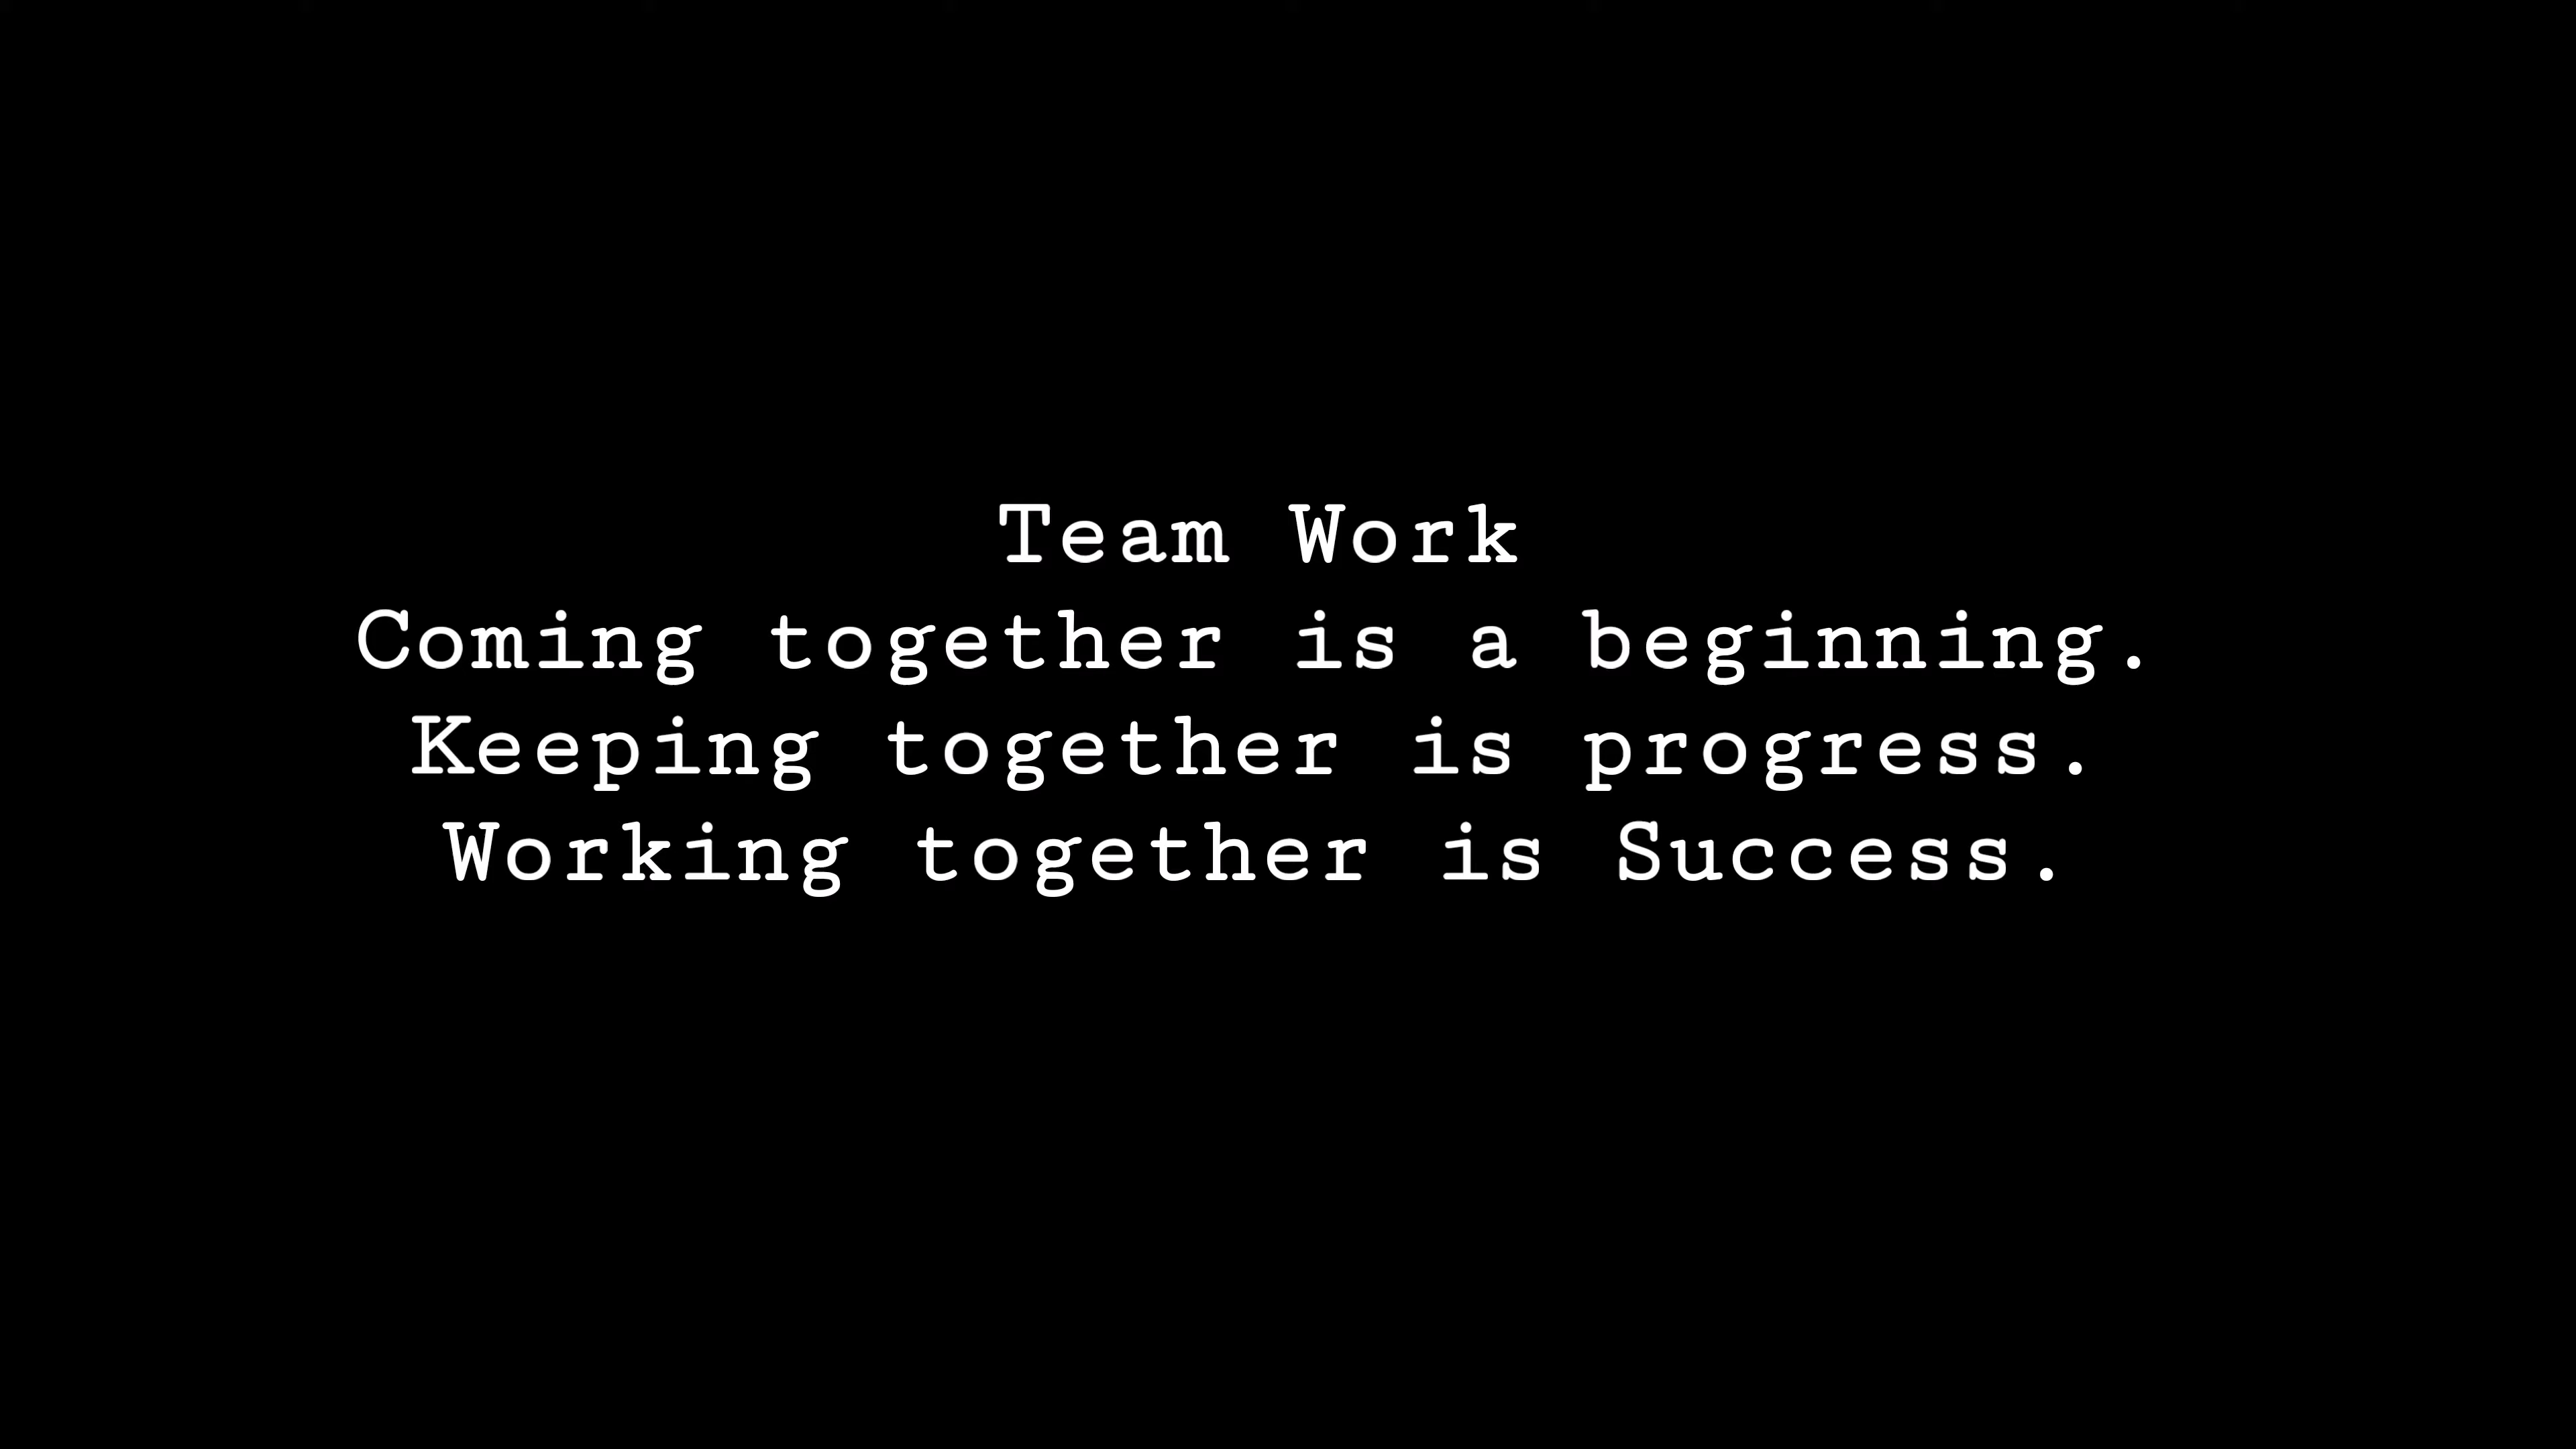 Team Work
Coming together is a beginning.
Keeping together is progress.
Working together is Success.